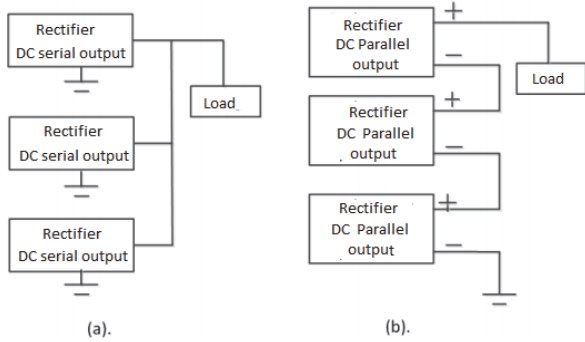 Rectifier
DC serial output
Load
Rectifier
DC serial output
Rectifier
DC serial output
(a).
Rectifier
DC Parallel
output
+
−
Load
Rectifier
DC Parallel
output
+
−
Rectifier
DC Parallel
output
+
−
(b).